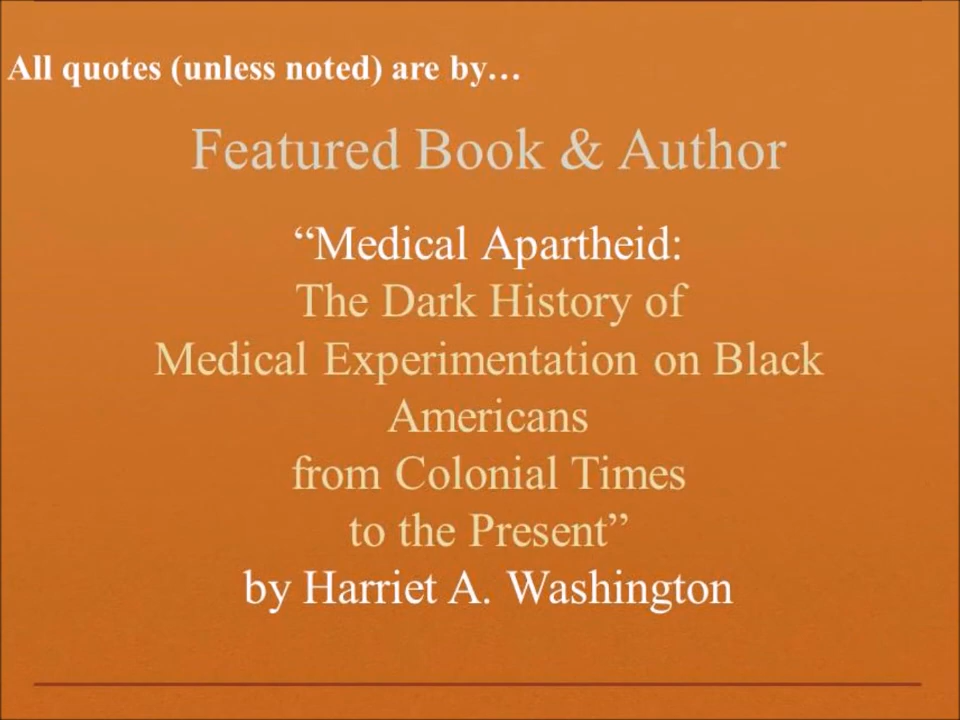 All quotes (unless noted) are by…
Featured Book & Author
“Medical Apartheid:
The Dark History of
Medical Experimentation on Black
Americans
from Colonial Times
to the Present”
by Harriet A. Washington